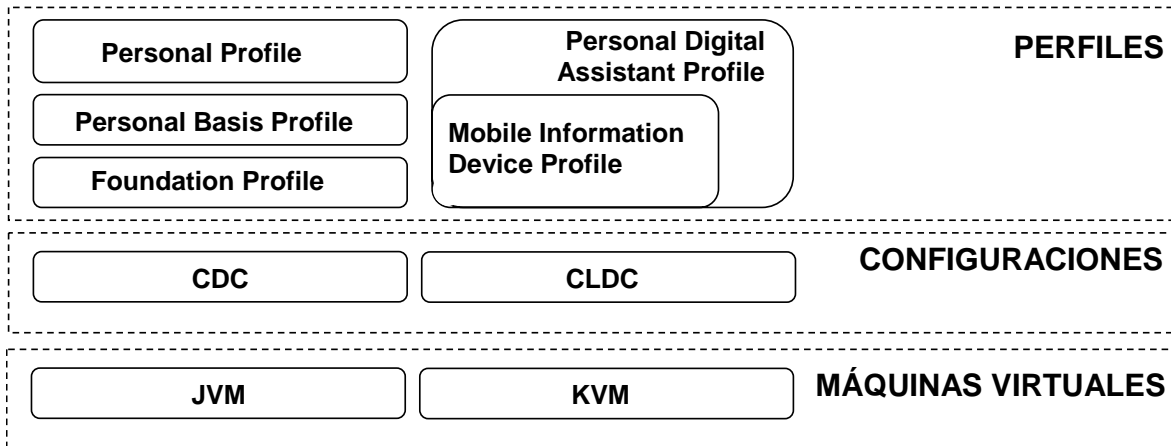 PERFILES
Personal Profile
Personal Basis Profile
Foundation Profile
Personal Digital
Assistant Profile
Mobile Information
Device Profile
CONFIGURACIONES
CDC
CLDC
MÁQUINAS VIRTUALES
JVM
KVM